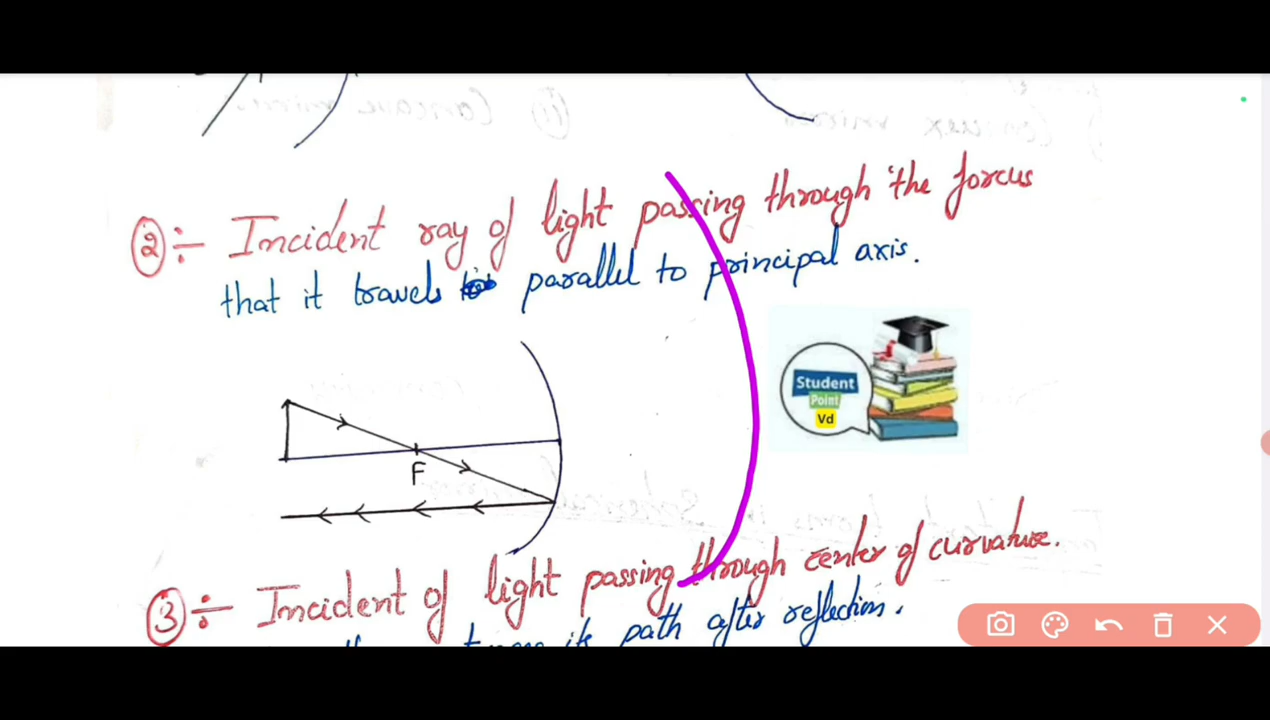 ②÷ Incident ray of light passing through the forcus
that it travels parallel to principal axis.
Student
Point
Vd
F
③÷ Incident of light passing through center of curvature.
its path after reflection.